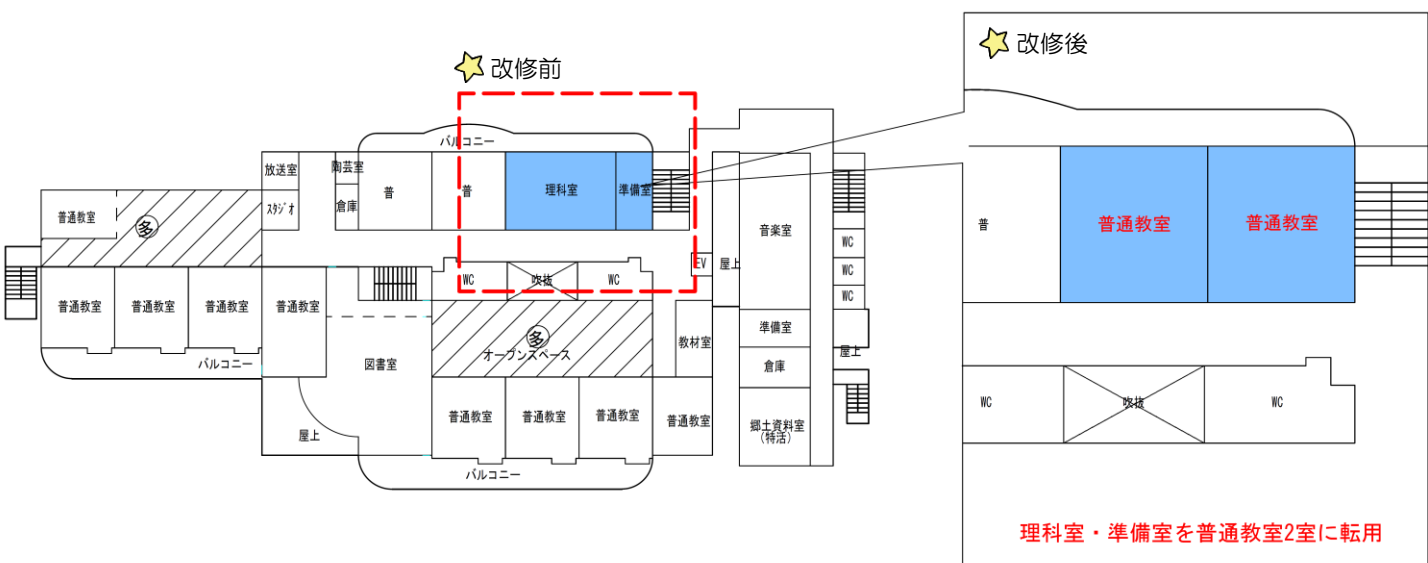 改修前
改修後
バルコニー
放送室
陶芸室
スタジオ
倉庫
普
普
理科室
準備室
普通教室
多
音楽室
WC
WC
WC
EV
屋上
WC
吹抜
WC
普通教室
普通教室
普通教室
普通教室
バルコニー
図書室
多
オープンスペース
教材室
準備室
倉庫
屋上
普通教室
普通教室
普通教室
普通教室
郷土資料室
(特活)
屋上
バルコニー
普
普通教室
普通教室
WC
吹抜
WC
理科室・準備室を普通教室2室に転用